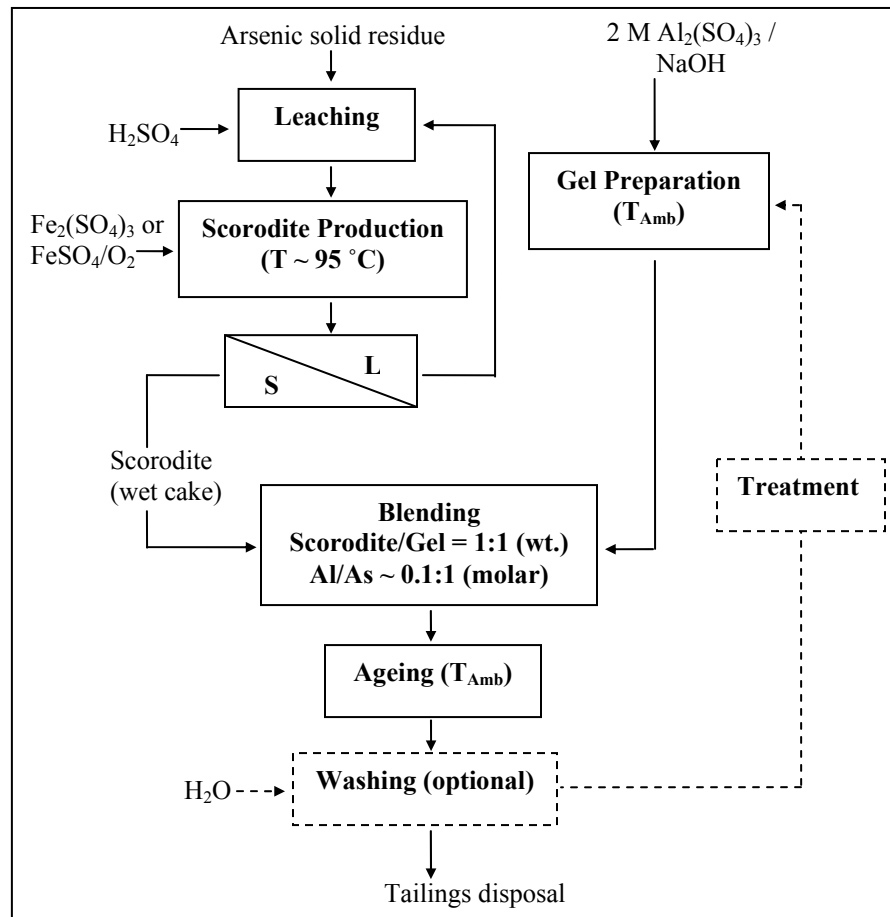 Arsenic solid residue
2 M Al₂(SO₄)₃ /
NaOH
Leaching
H₂SO₄
Gel Preparation
(T_Amb)
Fe₂(SO₄)₃ or
FeSO₄/O₂
Scorodite Production
(T ~ 95 ˚C)
S
L
Scorodite
(wet cake)
Treatment
Blending
Scorodite/Gel = 1:1 (wt.)
Al/As ~ 0.1:1 (molar)
Ageing (T_Amb)
Washing (optional)
H₂O
Tailings disposal